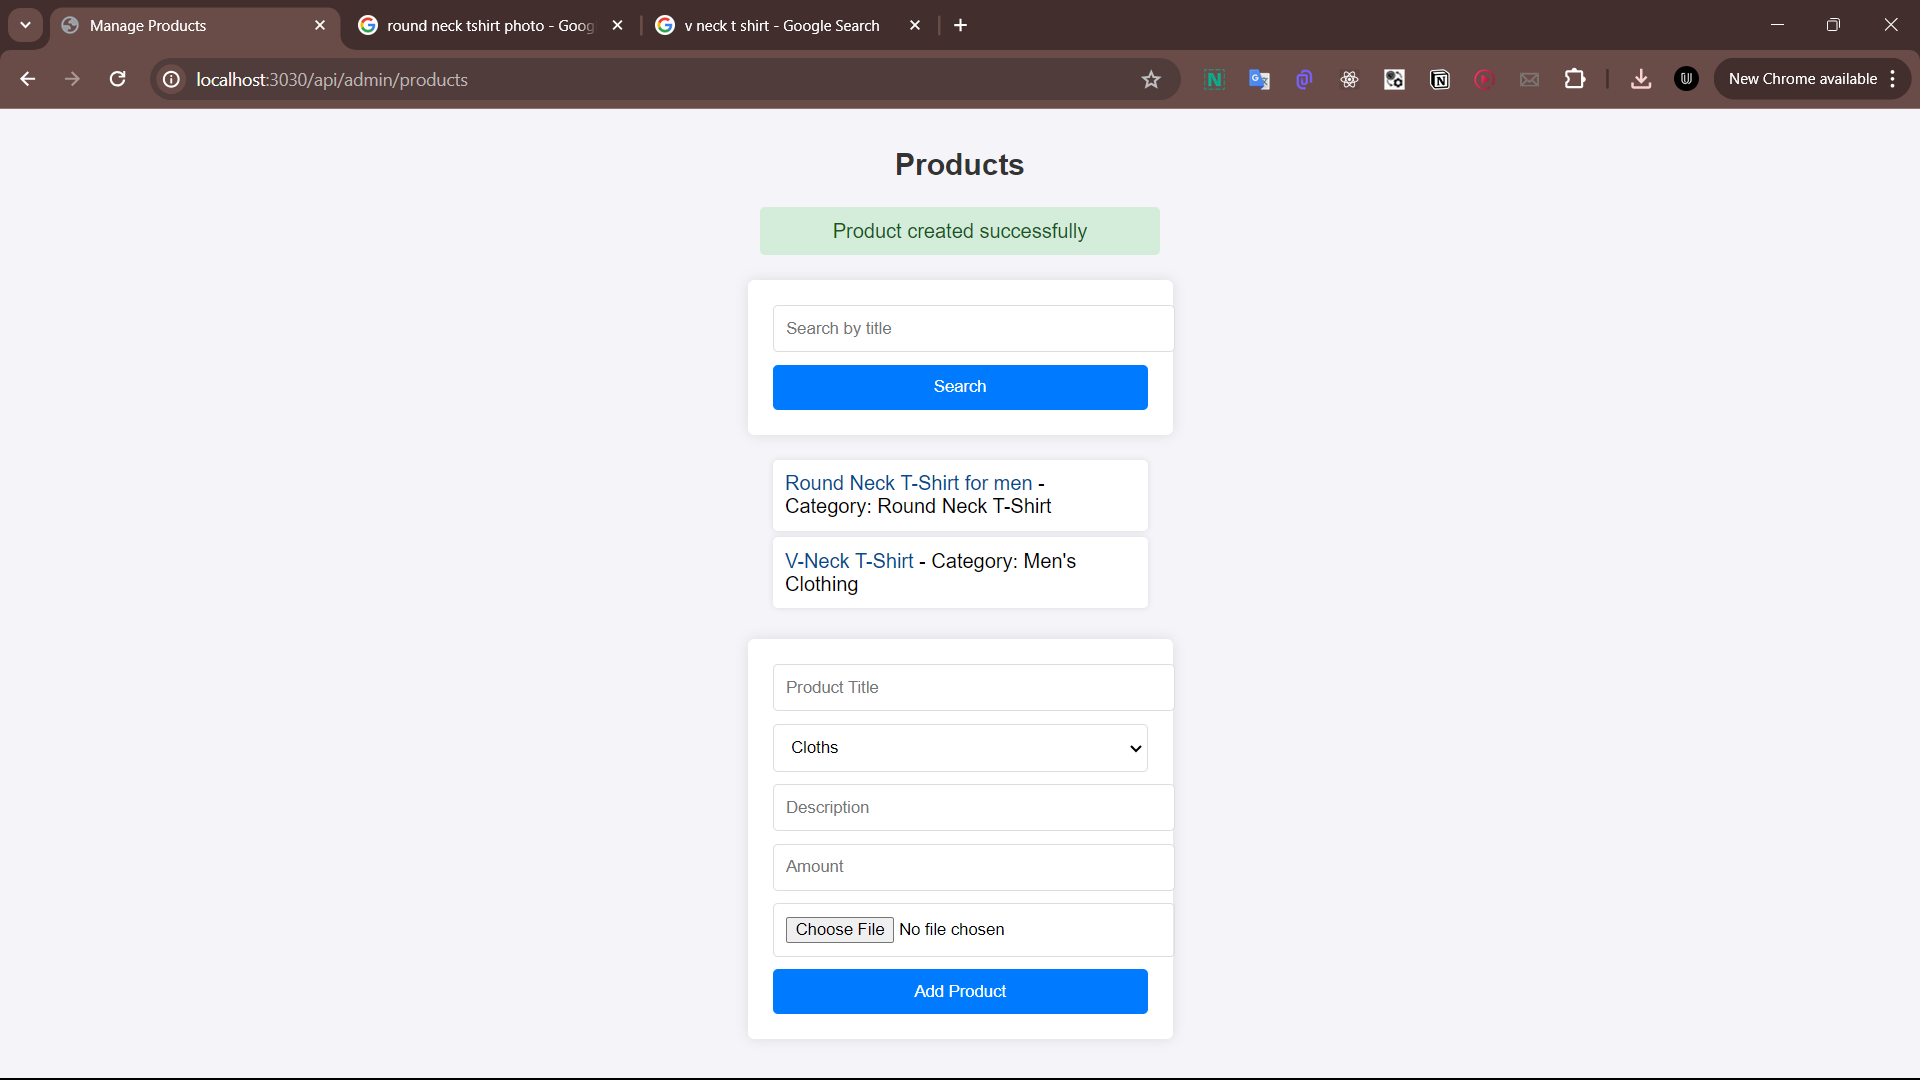 Manage Products
round neck tshirt photo - Goog
v neck t shirt - Google Search
localhost:3030/api/admin/products
New Chrome available
Products
Product created successfully
Search by title
Search
Round Neck T-Shirt for men -
Category: Round Neck T-Shirt
V-Neck T-Shirt - Category: Men's
Clothing
Product Title
Cloths
Description
Amount
Choose File No file chosen
Add Product